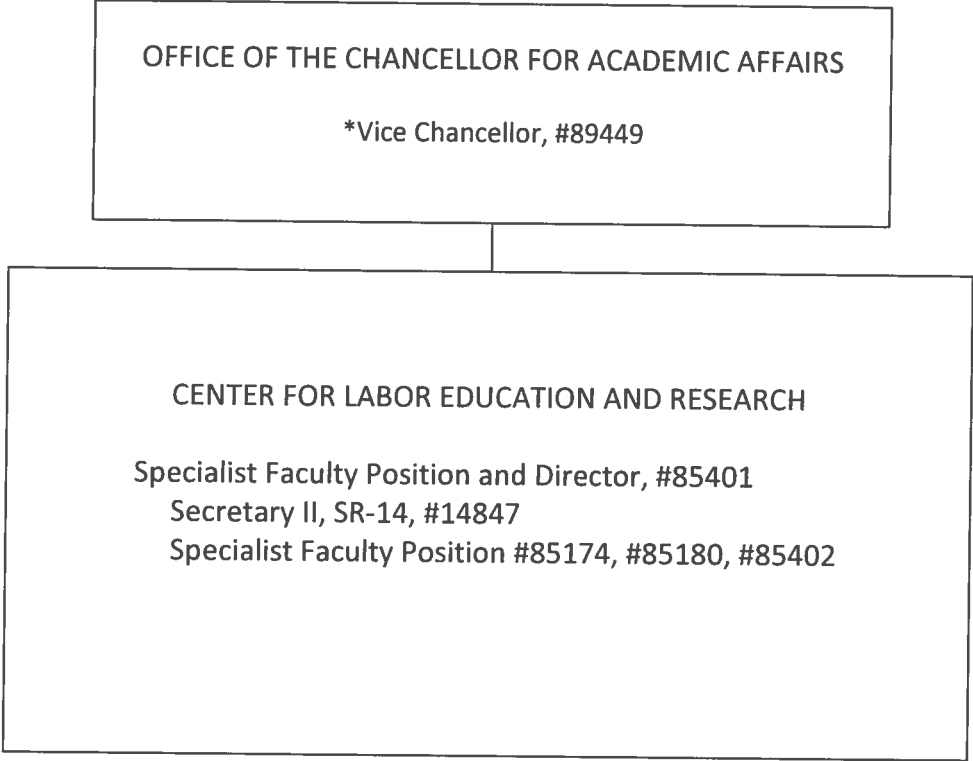 OFFICE OF THE CHANCELLOR FOR ACADEMIC AFFAIRS
*Vice Chancellor, #89449
CENTER FOR LABOR EDUCATION AND RESEARCH
Specialist Faculty Position and Director, #85401
Secretary II, SR-14, #14847
Specialist Faculty Position #85174, #85180, #85402